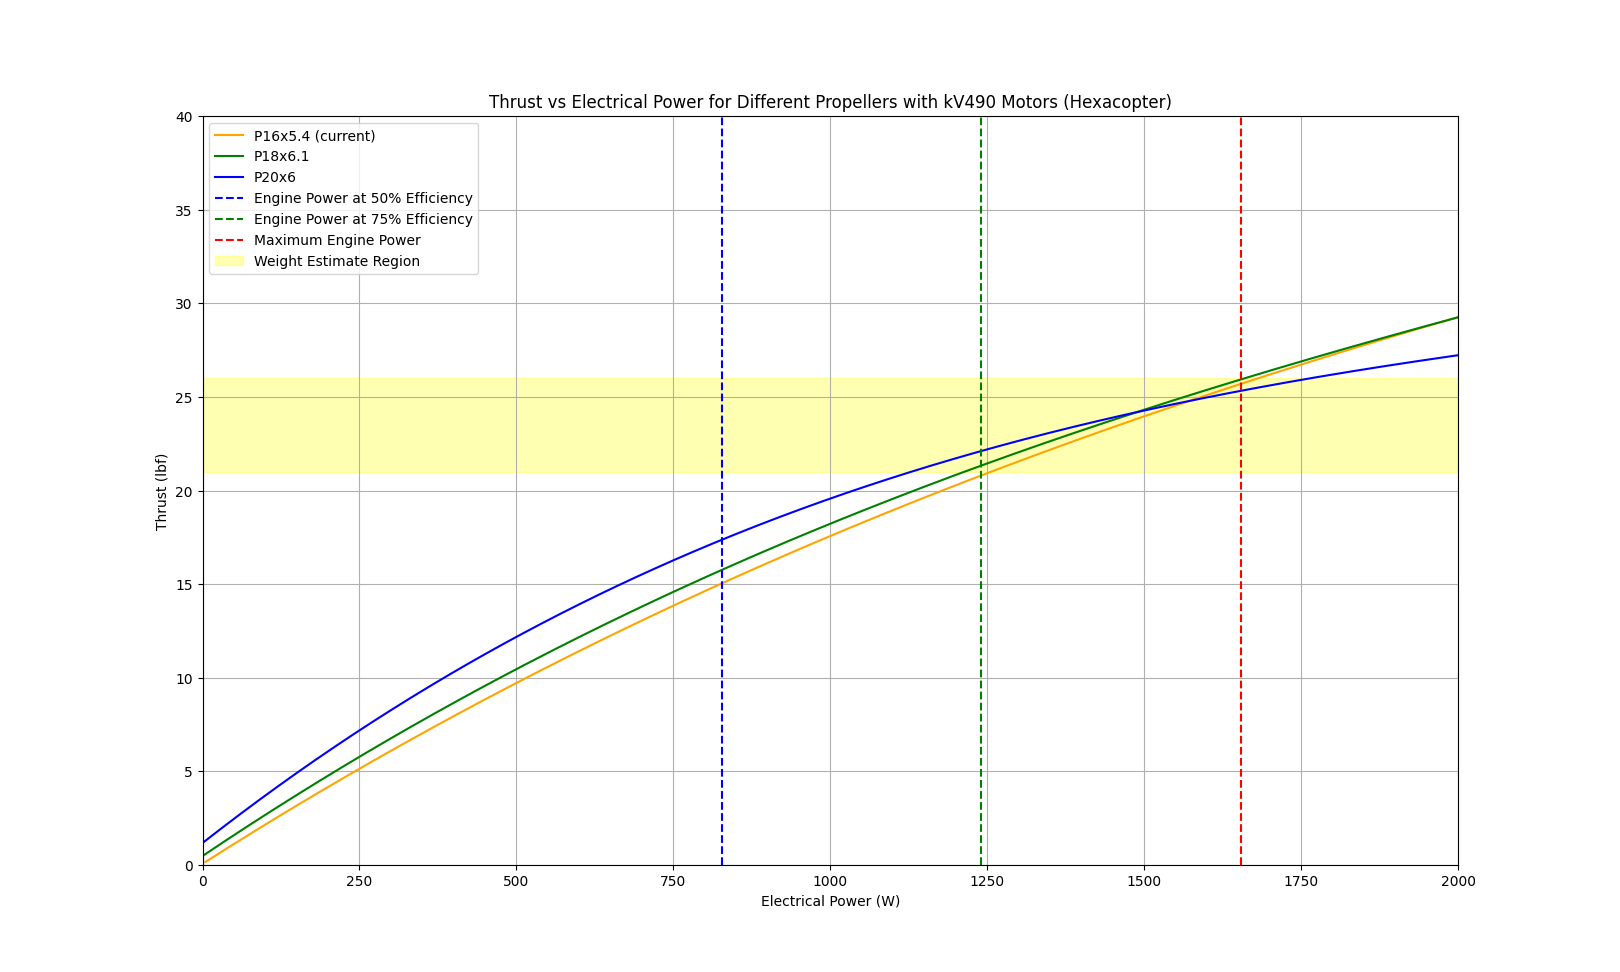 Thrust vs Electrical Power for Different Propellers with kV490 Motors (Hexacopter)
40
35
30
25
20
15
10
5
0
Thrust (lbf)
P16x5.4 (current)
P18x6.1
P20x6
Engine Power at 50% Efficiency
Engine Power at 75% Efficiency
Maximum Engine Power
Weight Estimate Region
0 250 500 750 1000 1250 1500 1750 2000
Electrical Power (W)